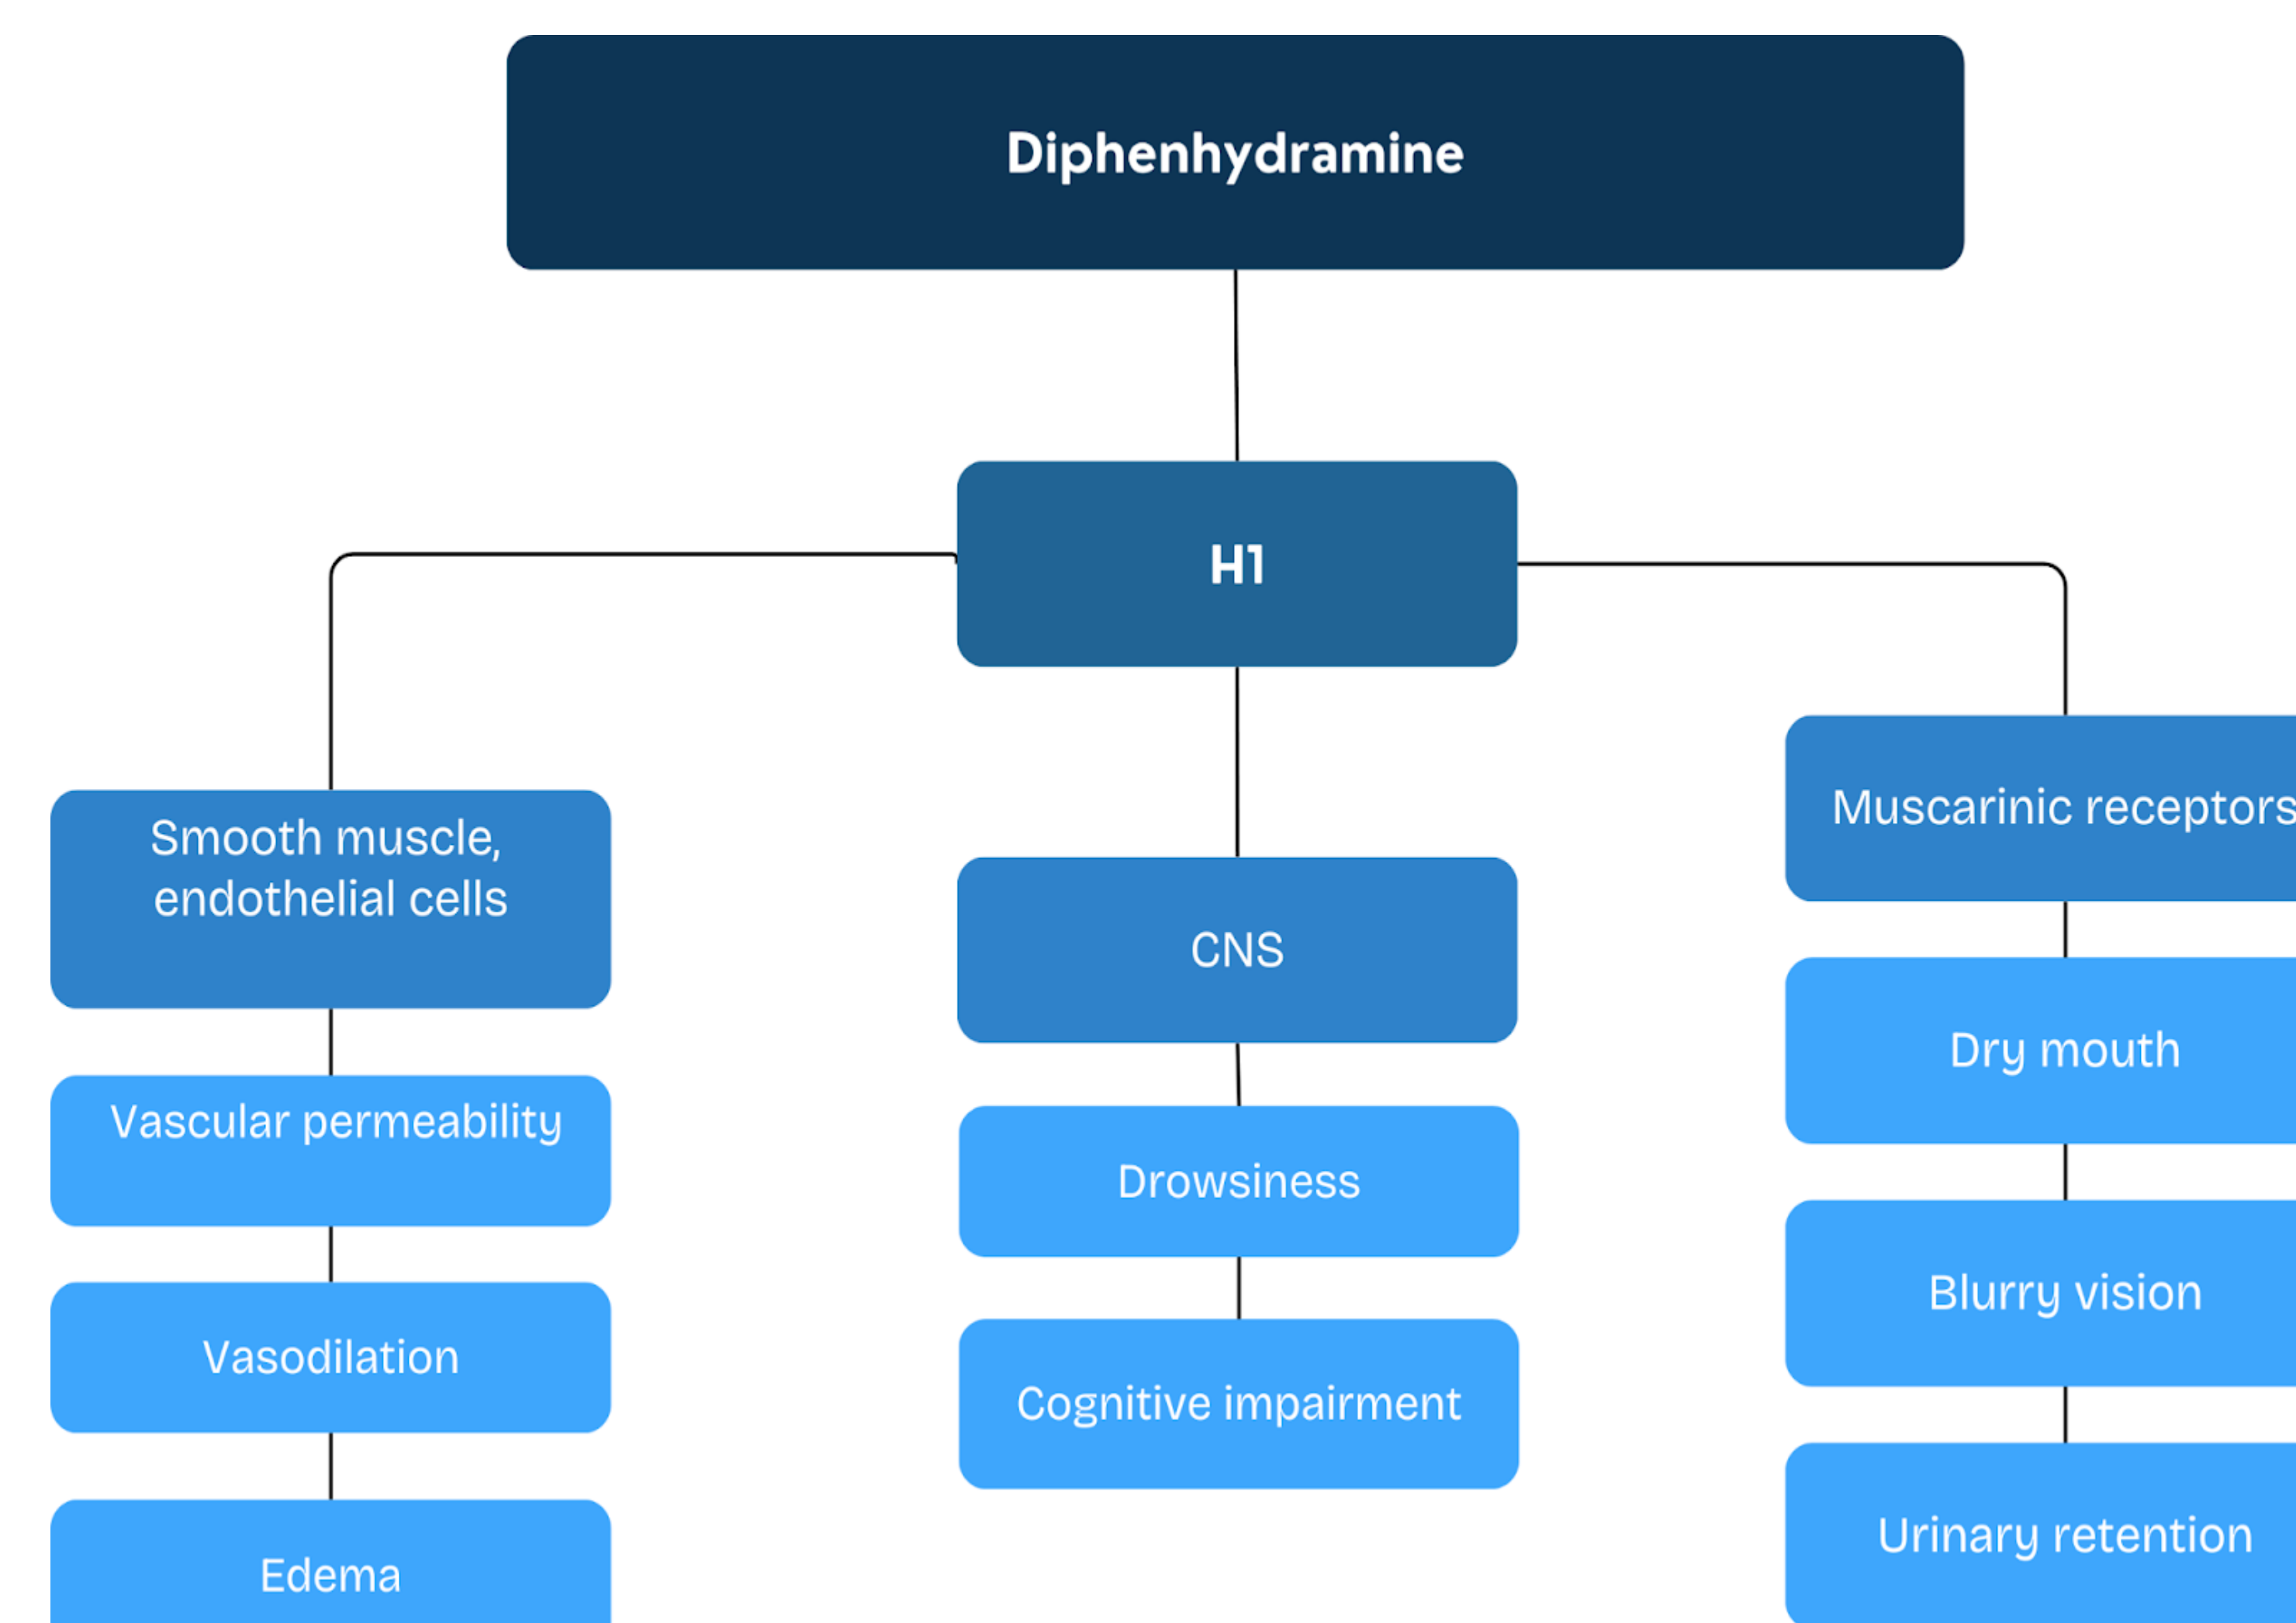 Diphenhydramine
H1
Smooth muscle,
endothelial cells
Vascular permeability
Vasodilation
Edema
CNS
Drowsiness
Cognitive impairment
Muscarinic receptors
Dry mouth
Blurry vision
Urinary retention